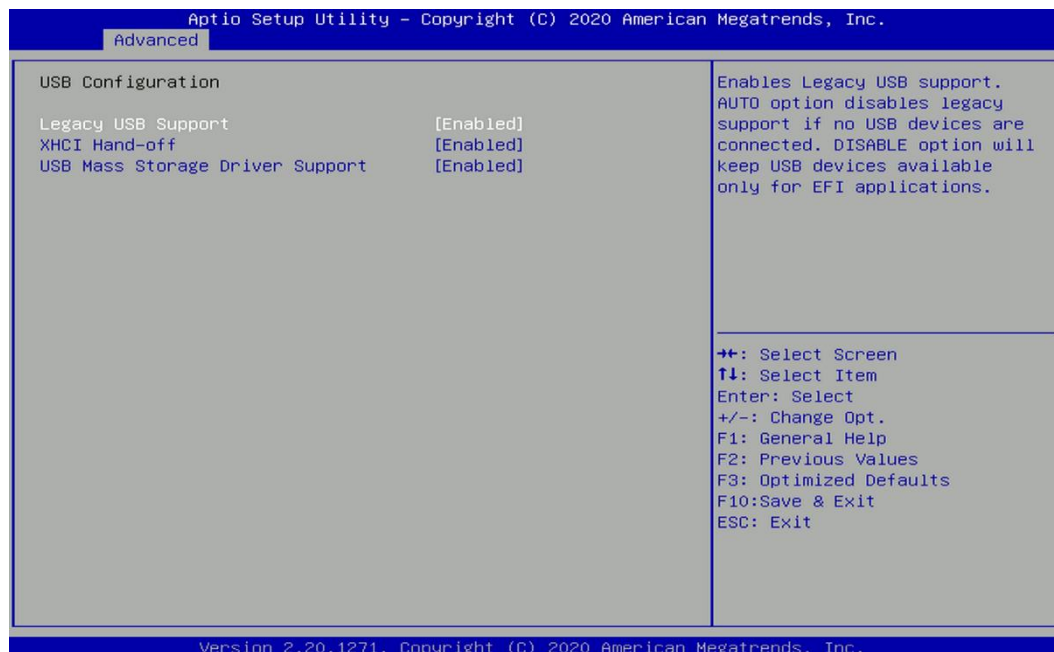 Aptio Setup Utility – Copyright (C) 2020 American Megatrends, Inc.
Advanced
USB Configuration
Legacy USB Support [Enabled]
XHCI Hand-off [Enabled]
USB Mass Storage Driver Support [Enabled]
Enables Legacy USB support.
AUTO option disables legacy
support if no USB devices are
connected. DISABLE option will
keep USB devices available
only for EFI applications.
→←: Select Screen
↑↓: Select Item
Enter: Select
+/-: Change Opt.
F1: General Help
F2: Previous Values
F3: Optimized Defaults
F10:Save & Exit
ESC: Exit
Version 2.20.1271. Copyright (C) 2020 American Megatrends, Inc.